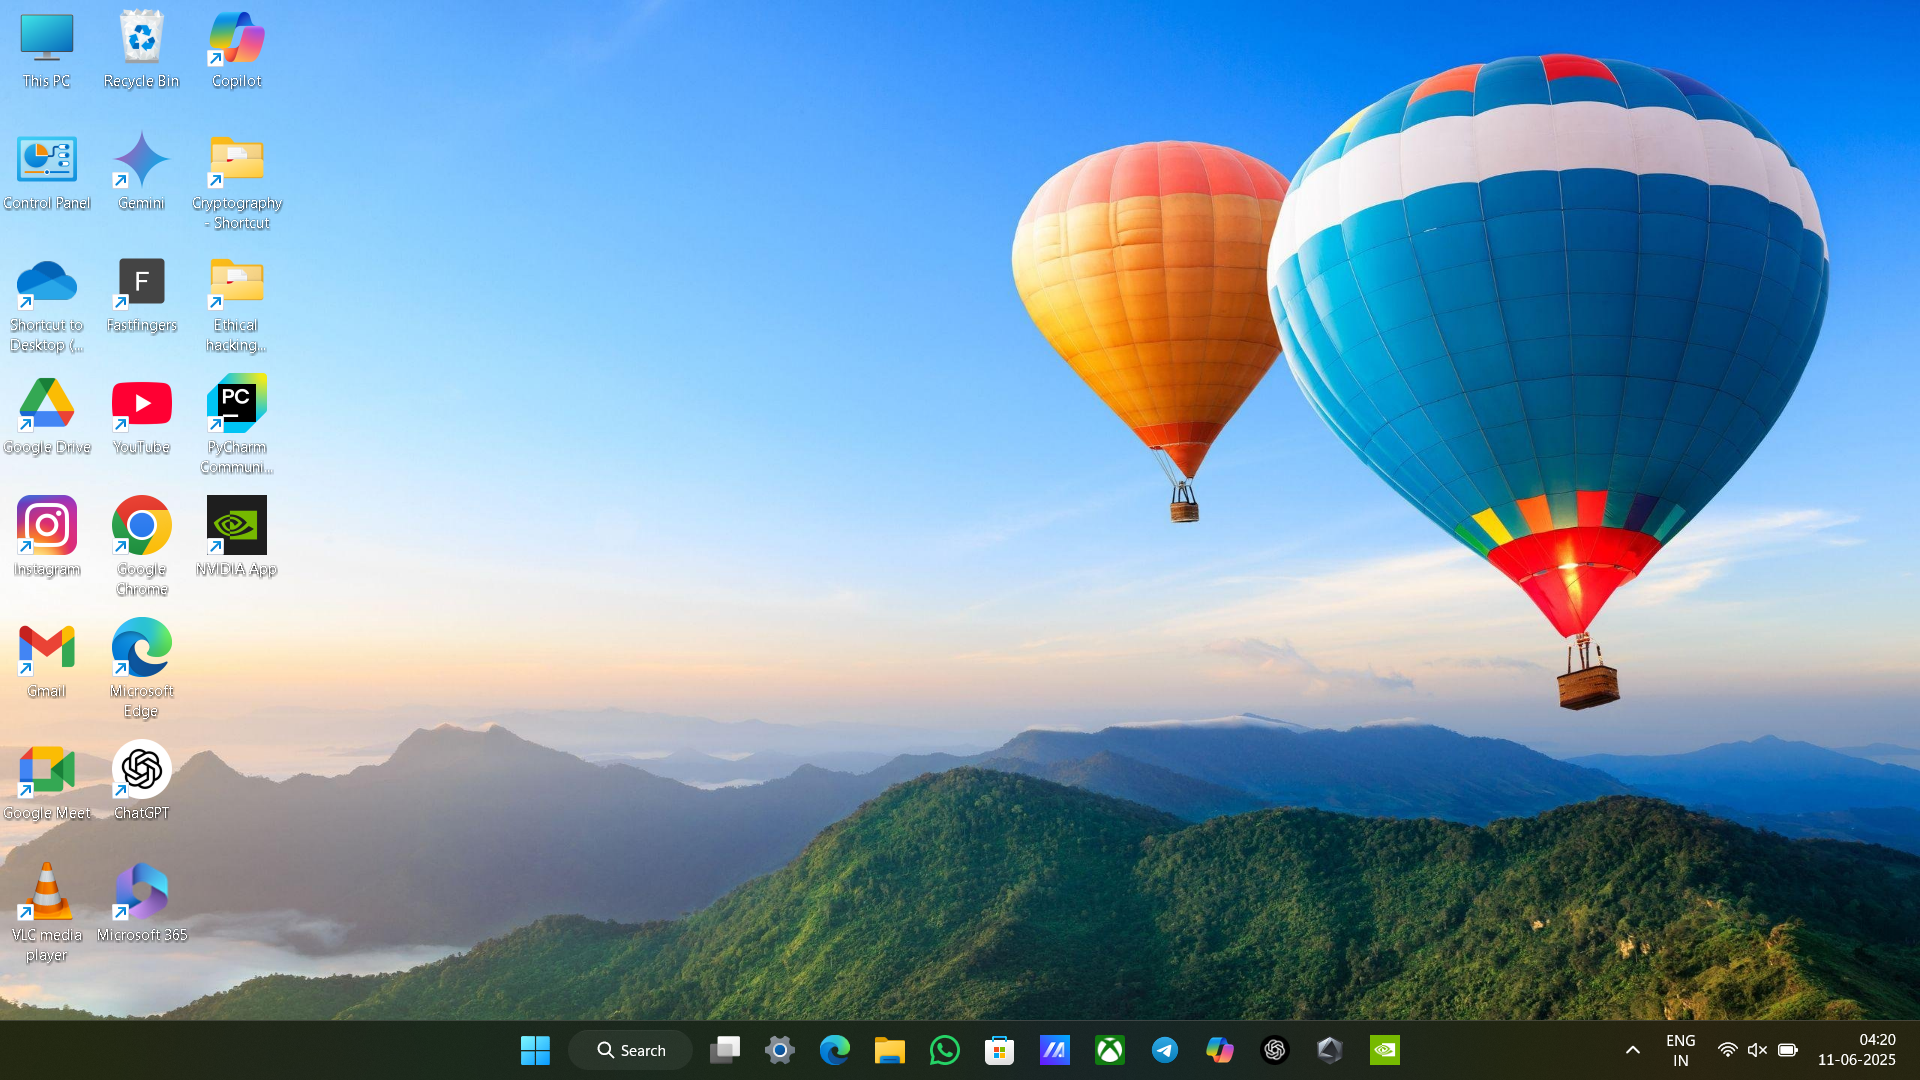 This PC
Recycle Bin
Copilot
Control Panel
Gemini
Cryptography
- Shortcut
Shortcut to
Desktop (...
F
Fastfingers
Ethical
hacking...
Google Drive
YouTube
PC
PyCharm
Communi...
Instagram
Google
Chrome
NVIDIA App
Gmail
Microsoft
Edge
Google Meet
ChatGPT
VLC media
player
Microsoft 365
Search
ENG
IN
04:20
11-06-2025